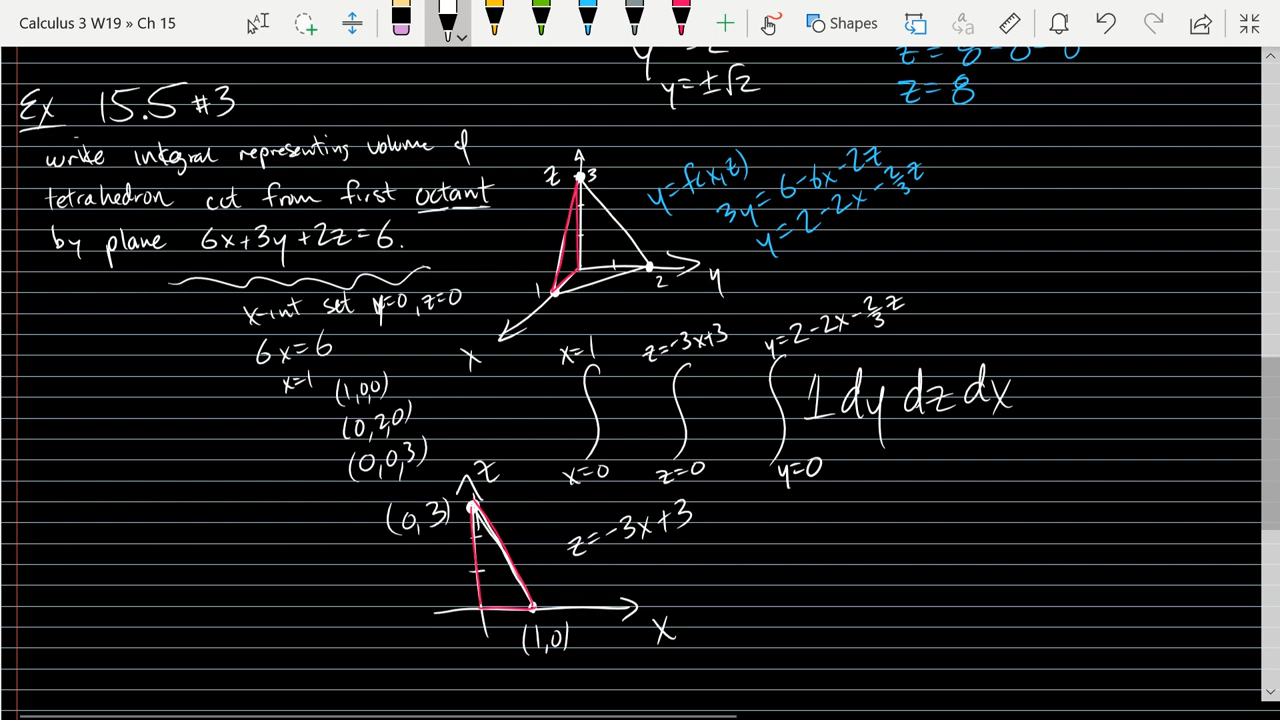 Calculus 3 W19 » Ch 15
Shapes
y = ±√2
z = 8
Ex 15.5 #3
write integral representing volume of
tetrahedron cut from first octant
by plane 6x+3y+2z=6.
x-int set y=0, z=0
6x=6
x=1
(1,0,0)
(0,2,0)
(0,0,3)
z
3
1
2
y
x
y=f(x,z)
3y = 6-6x-2z
y = 2-2x-2/3z
x=1
z=-3x+3
y=2-2x-2/3z
∫ ∫ ∫ 1 dy dz dx
x=0
z=0
y=0
z
(0,3)
z=-3x+3
(1,0)
x